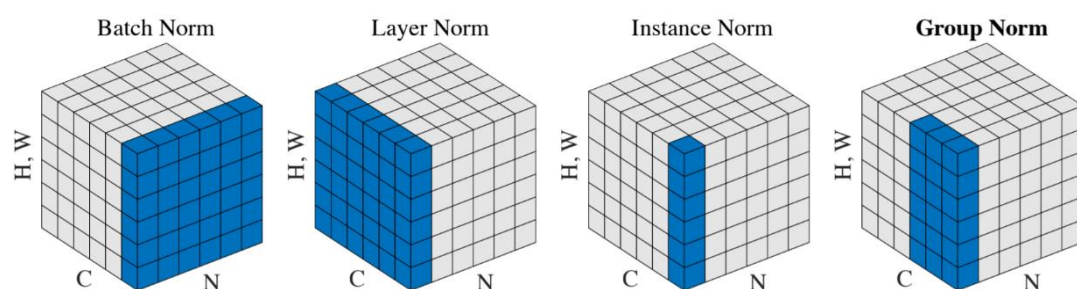 Batch Norm
Layer Norm
Instance Norm
Group Norm
H, W
C
N
H, W
C
N
H, W
C
N
H, W
C
N